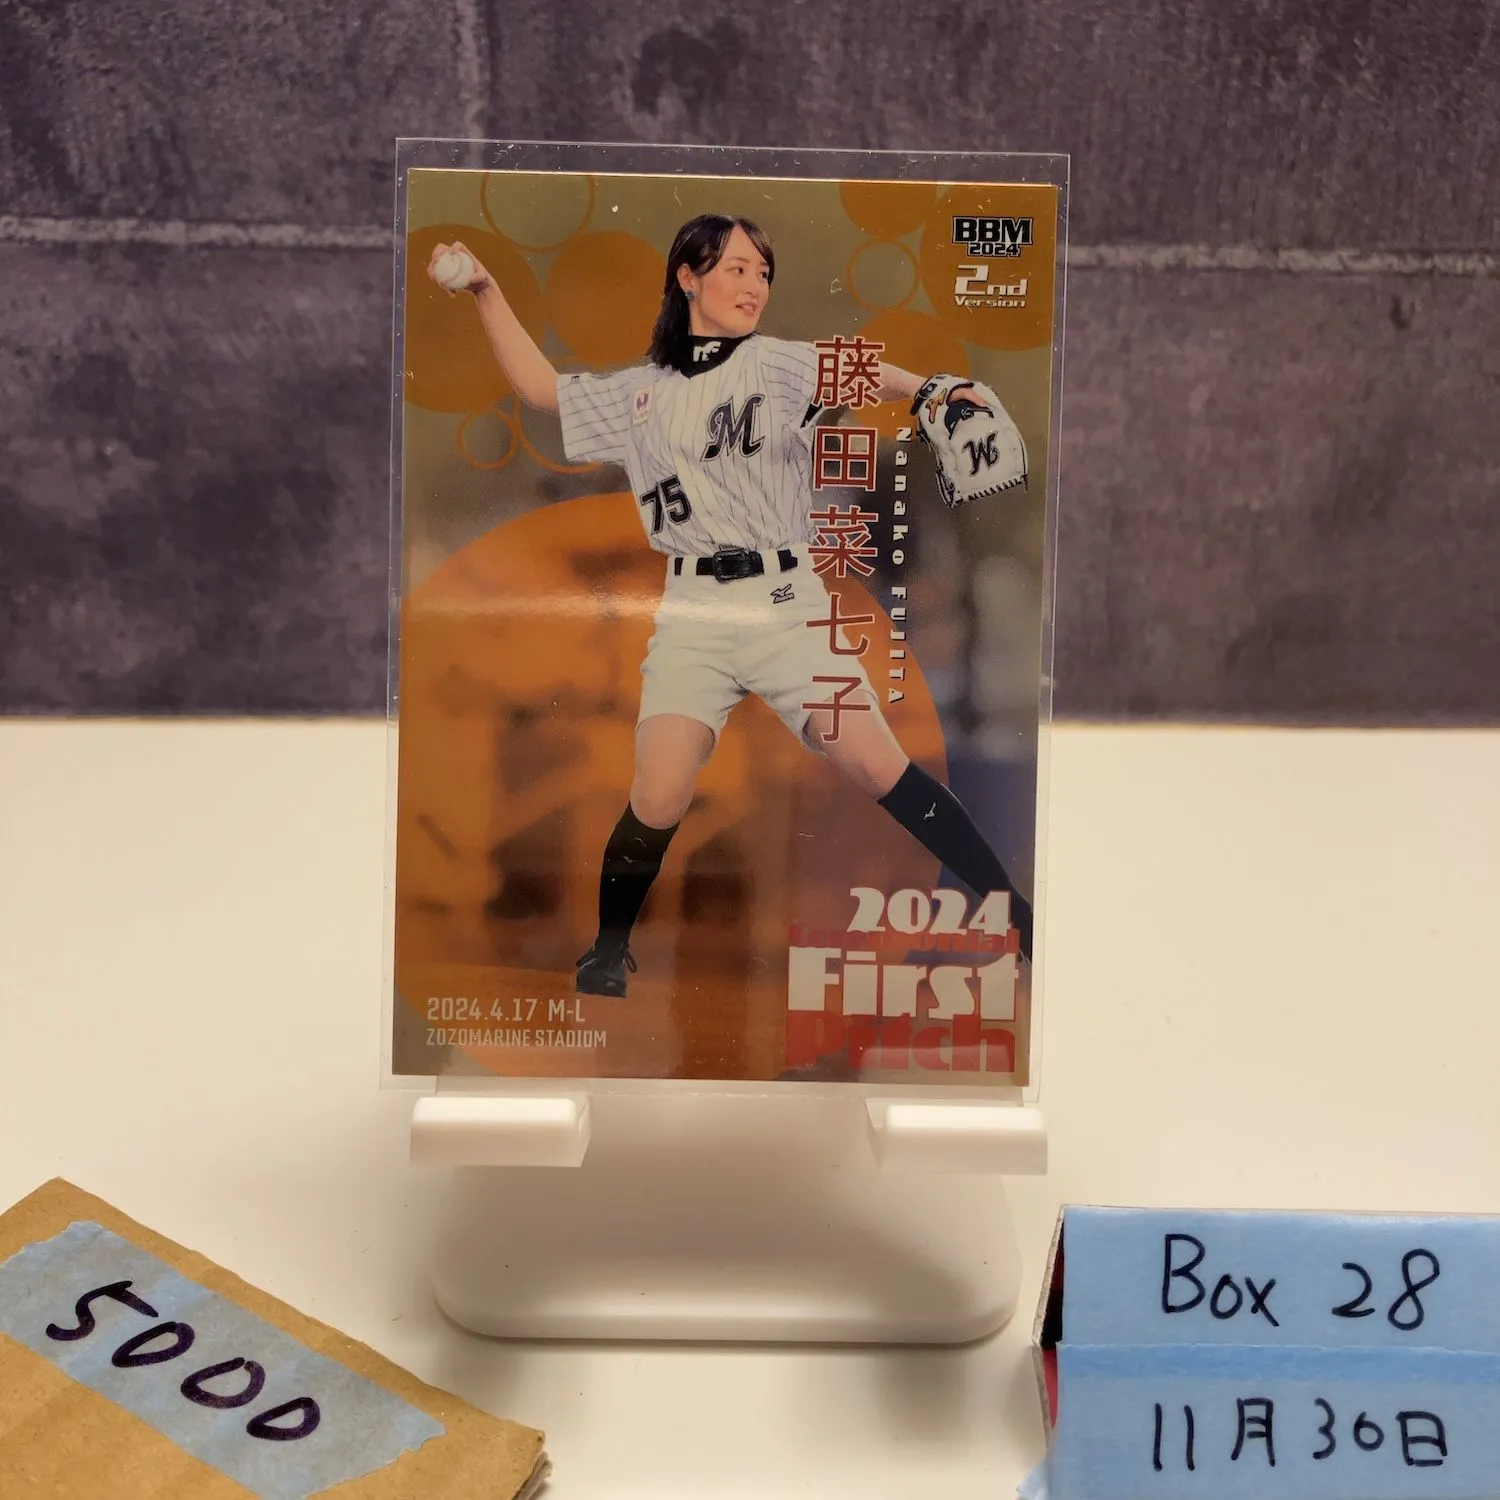 BBM
2024
2nd
Version
M
75
藤田菜七子
Nanako FUJITA
2024
Ceremonial
First
Pitch
2024.4.17 M-L
ZOZOMARINE STADIUM
5000
Box 28
11月30日